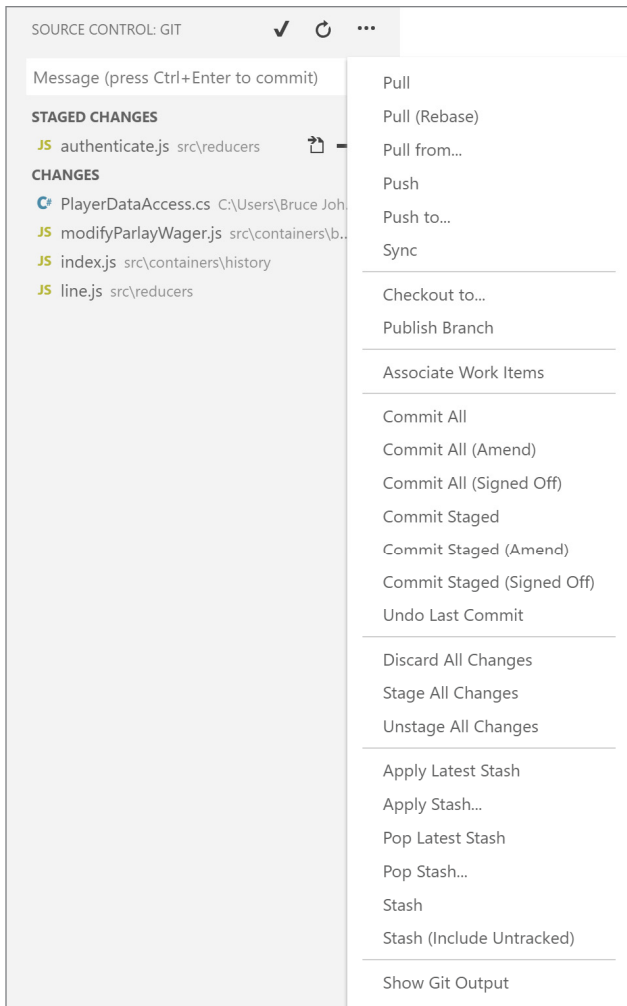 SOURCE CONTROL: GIT
Message (press Ctrl+Enter to commit)
STAGED CHANGES
JS authenticate.js src\reducers
CHANGES
C# PlayerDataAccess.cs C:\Users\Bruce Joh
JS modifyParlayWager.js src\containers\b...
JS index.js src\containers\history
JS line.js src\reducers
Pull
Pull (Rebase)
Pull from...
Push
Push to...
Sync
Checkout to...
Publish Branch
Associate Work Items
Commit All
Commit All (Amend)
Commit All (Signed Off)
Commit Staged
Commit Staged (Amend)
Commit Staged (Signed Off)
Undo Last Commit
Discard All Changes
Stage All Changes
Unstage All Changes
Apply Latest Stash
Apply Stash...
Pop Latest Stash
Pop Stash...
Stash
Stash (Include Untracked)
Show Git Output